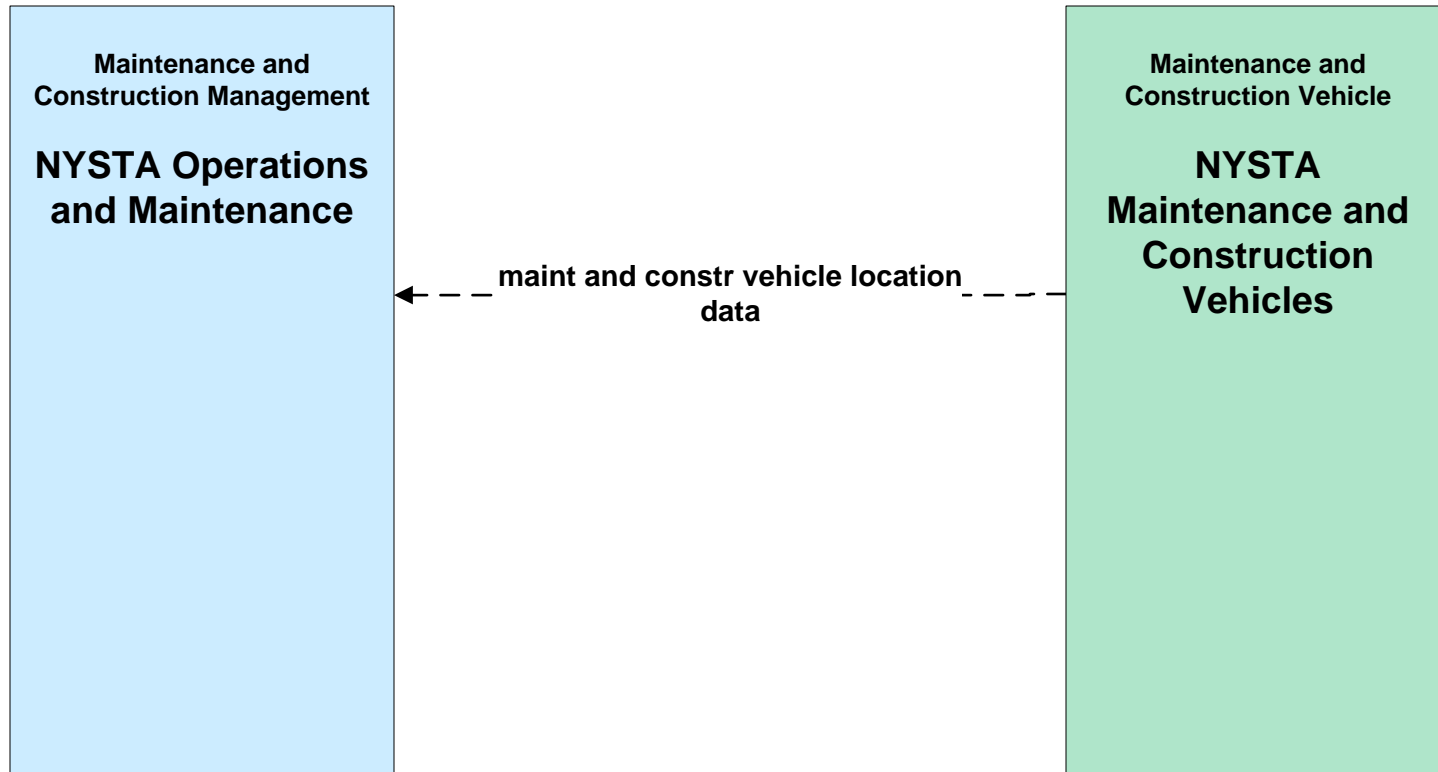 Maintenance and
Construction Management
NYSTA Operations
and Maintenance
maint and constr vehicle location
data
Maintenance and
Construction Vehicle
NYSTA
Maintenance and
Construction
Vehicles